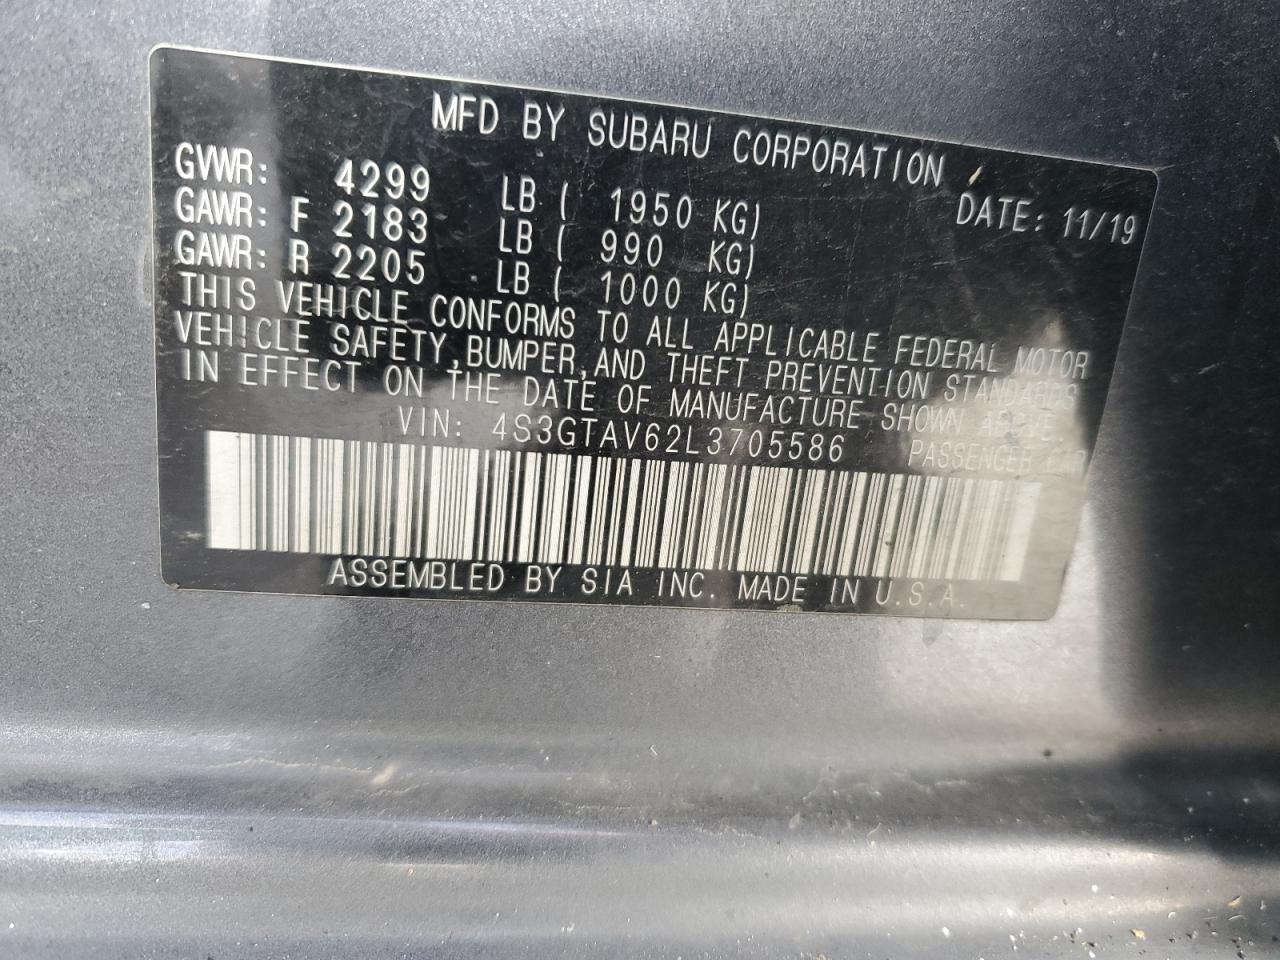 MFD BY SUBARU CORPORATION
DATE: 11/19
GVWR: 4299 LB ( 1950 KG)
GAWR: F 2183 LB ( 990 KG)
GAWR: R 2205 LB ( 1000 KG)
THIS VEHICLE CONFORMS TO ALL APPLICABLE FEDERAL MOTOR
VEHICLE SAFETY, BUMPER, AND THEFT PREVENTION STANDARDS
IN EFFECT ON THE DATE OF MANUFACTURE SHOWN ABOVE.
VIN: 4S3GTAV62L3705586 PASSENGER CAR
ASSEMBLED BY SIA INC. MADE IN U.S.A.